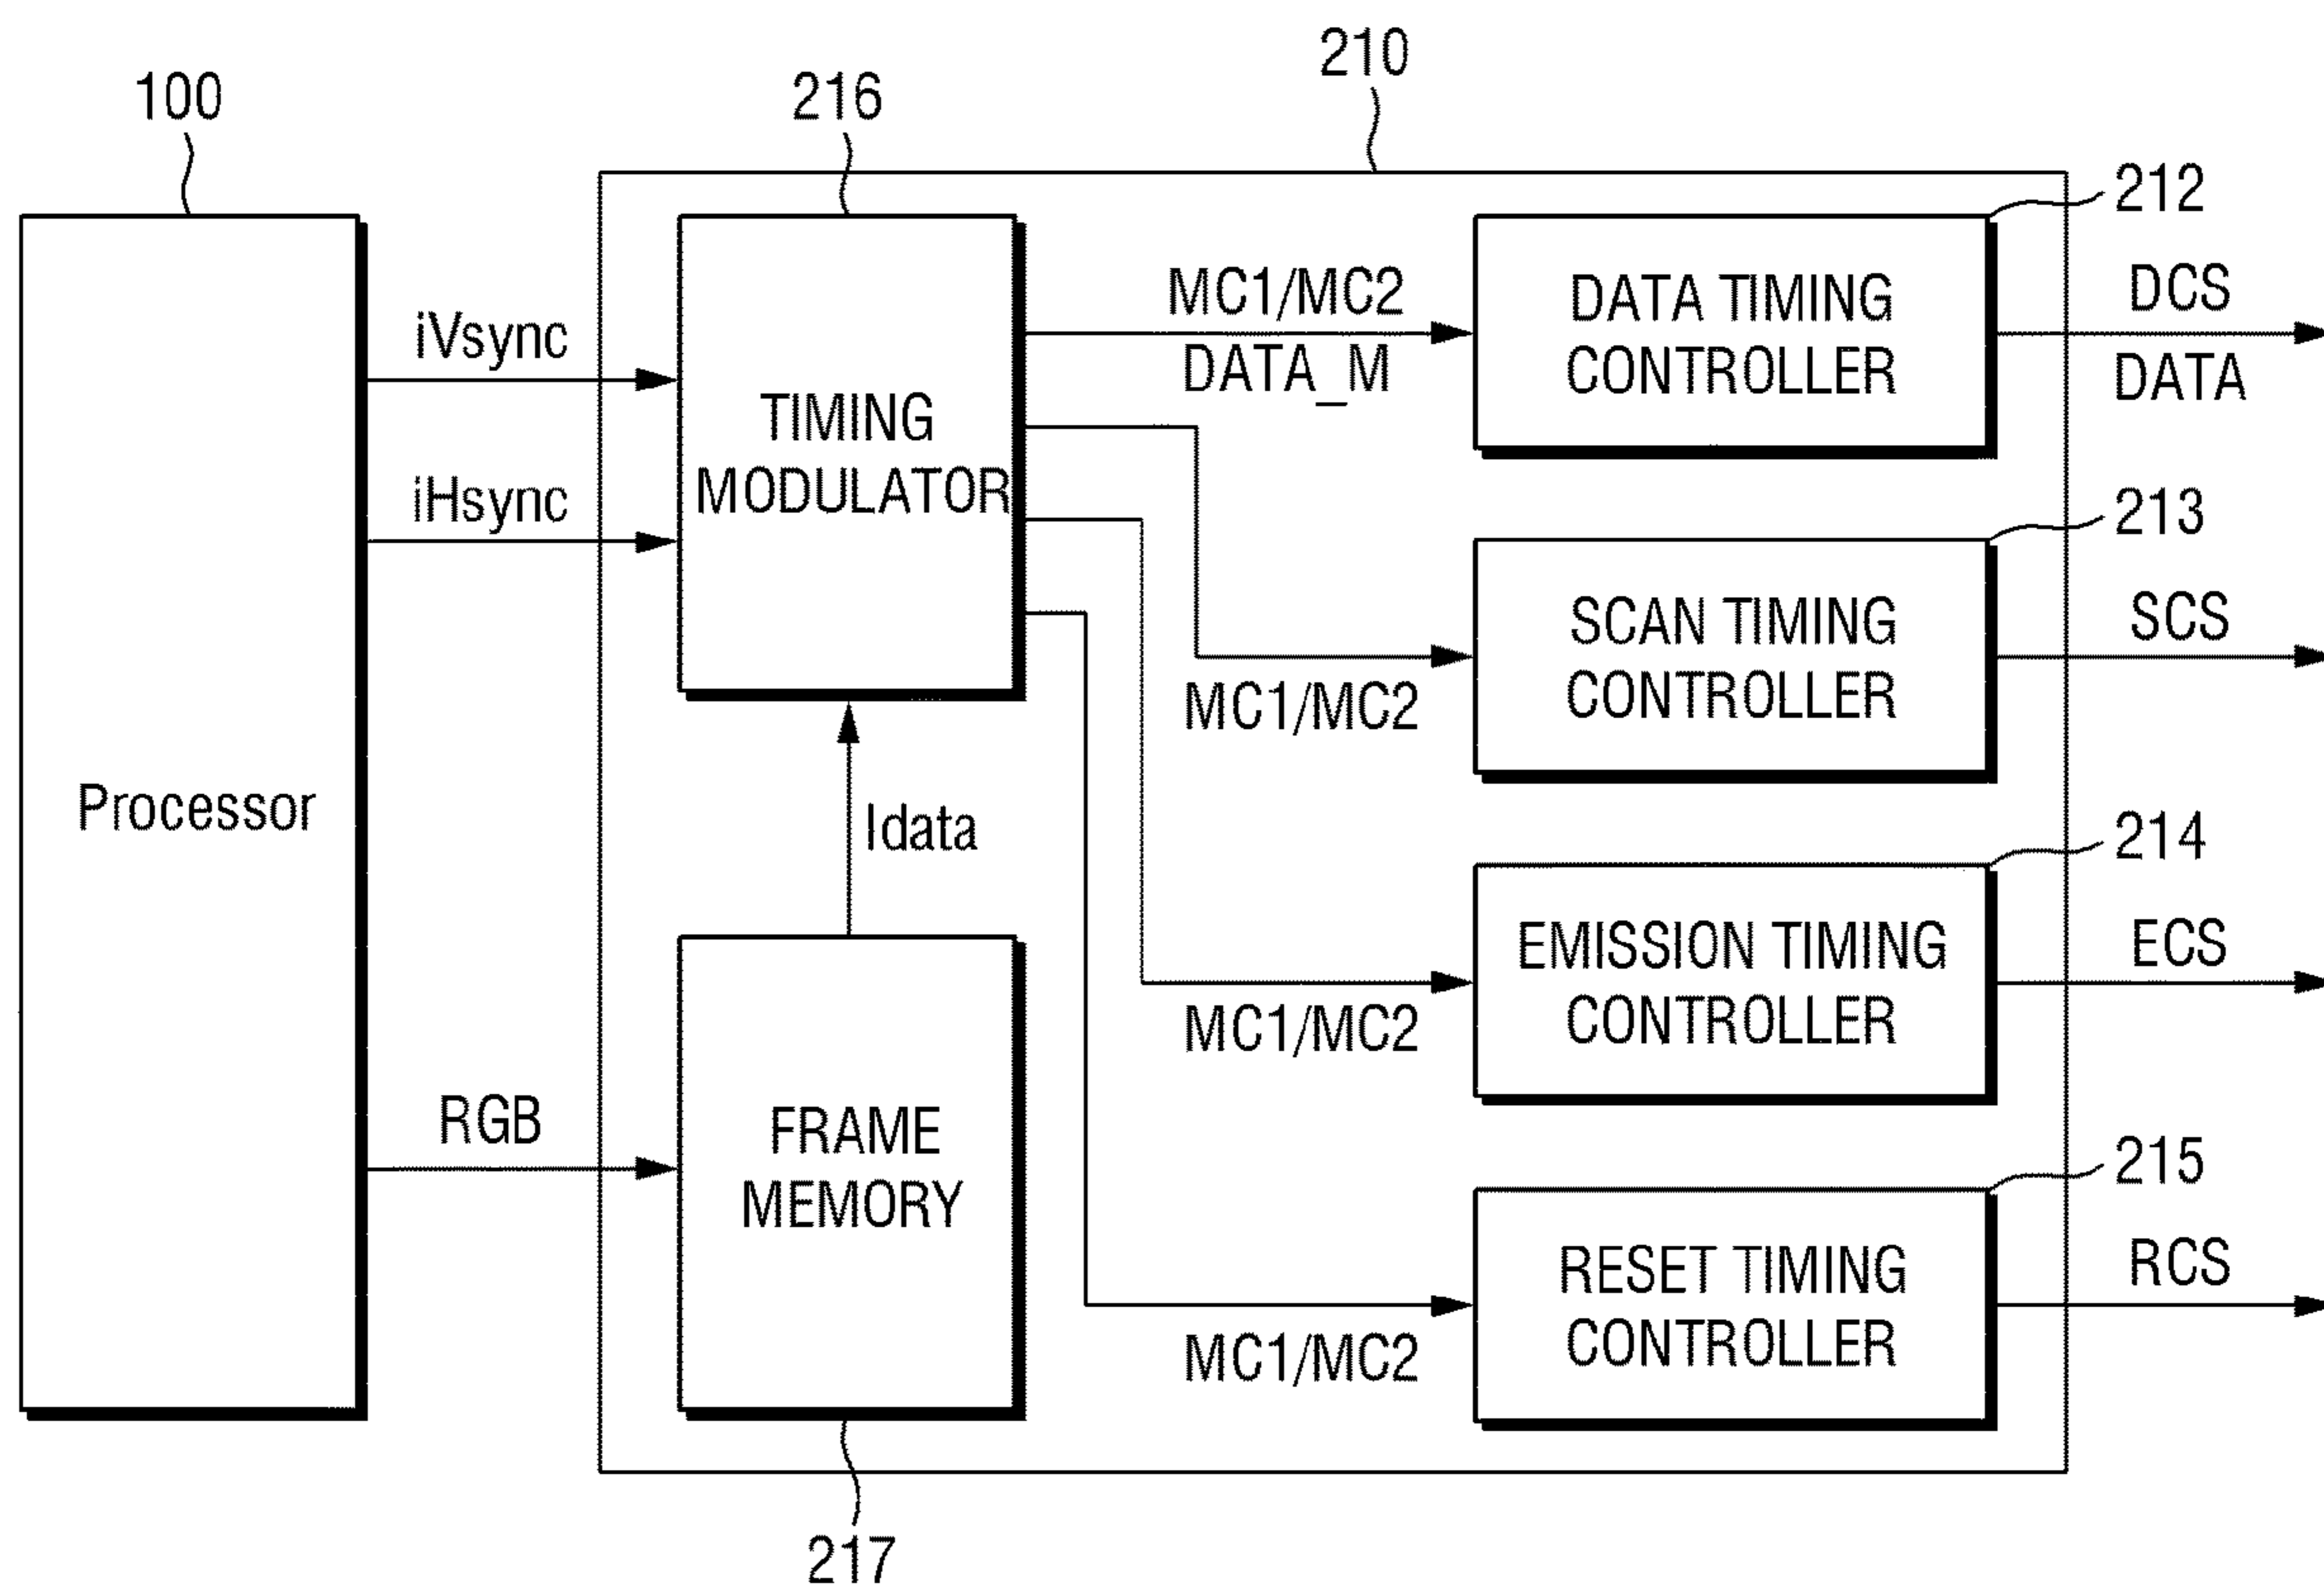 210
100
216
212
MC1/MC2
DATA_M
DATA TIMING
CONTROLLER
DCS
DATA
iVsync
iHsync
TIMING
MODULATOR
213
SCAN TIMING
CONTROLLER
SCS
MC1/MC2
Processor
Idata
214
EMISSION TIMING
CONTROLLER
ECS
MC1/MC2
RGB
FRAME
MEMORY
215
RESET TIMING
CONTROLLER
RCS
MC1/MC2
217